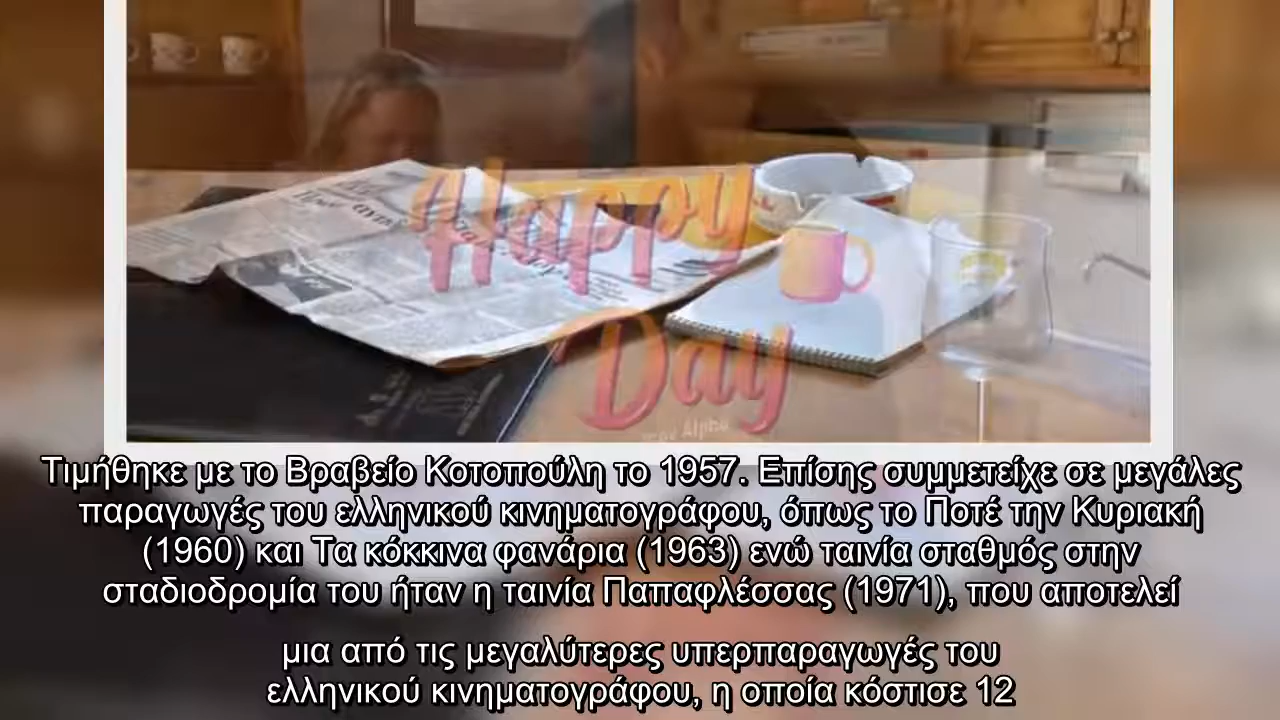 Happy
Day
στον Alpha
Τιμήθηκε με το Βραβείο Κοτοπούλη το 1957. Επίσης συμμετείχε σε μεγάλες
παραγωγές του ελληνικού κινηματογράφου, όπως το Ποτέ την Κυριακή
(1960) και Τα κόκκινα φανάρια (1963) ενώ ταινία σταθμός στην
σταδιοδρομία του ήταν η ταινία Παπαφλέσσας (1971), που αποτελεί
μια από τις μεγαλύτερες υπερπαραγωγές του
ελληνικού κινηματογράφου, η οποία κόστισε 12